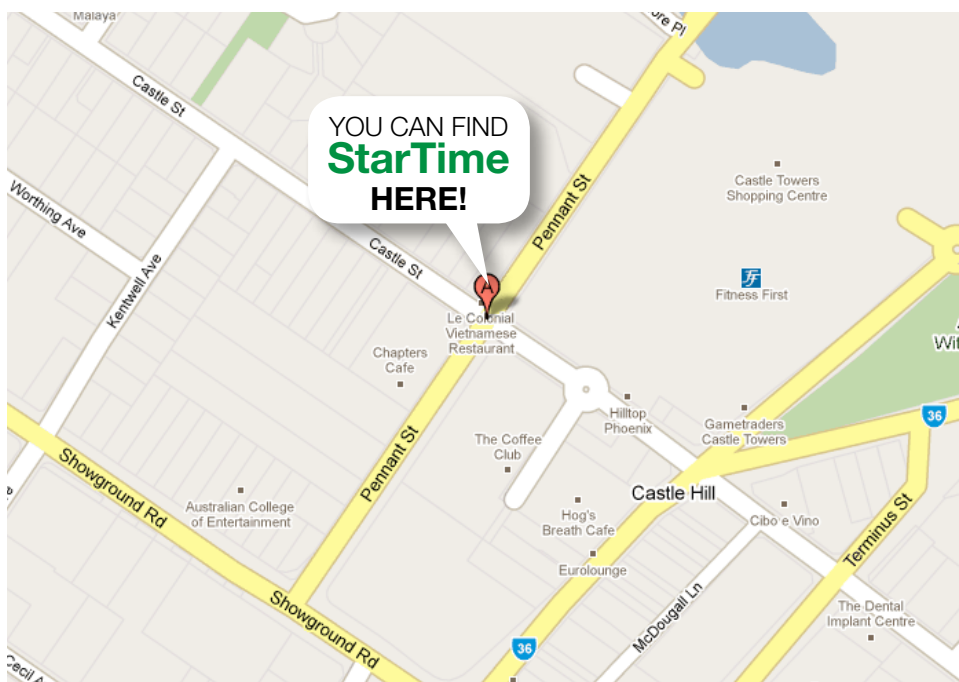 Malaya
ore Pl
Castle St
YOU CAN FIND
StarTime
HERE!
Castle Towers
Shopping Centre
Pennant St
Worthing Ave
Castle St
Kentwell Ave
Fitness First
A
Le Colonial
Vietnamese
Restaurant
Wit
Chapters
Cafe
Hilltop
Phoenix
Gametraders
Castle Towers
36
The Coffee
Club
Pennant St
Showground Rd
Castle Hill
Australian College
of Entertainment
Hog's
Breath Cafe
Cibo e Vino
Terminus St
Eurolounge
McDougall Ln
The Dental
Implant Centre
Showground Rd
36
Cecil A